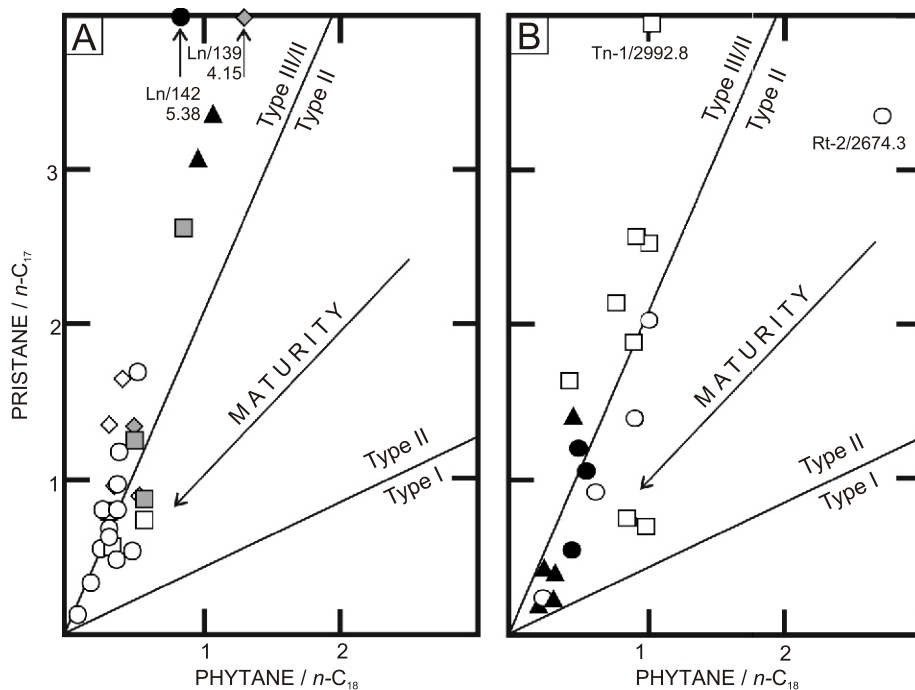 A
Ln/139
4.15
Ln/142
5.38
Type III/II
Type II
MATURITY
Type II
Type I
3
2
1
1
2
PRISTANE / n-C₁₇
PHYTANE / n-C₁₈
B
Tn-1/2992.8
Type III/II
Type II
Rt-2/2674.3
MATURITY
Type II
Type I
1
2
PHYTANE / n-C₁₈